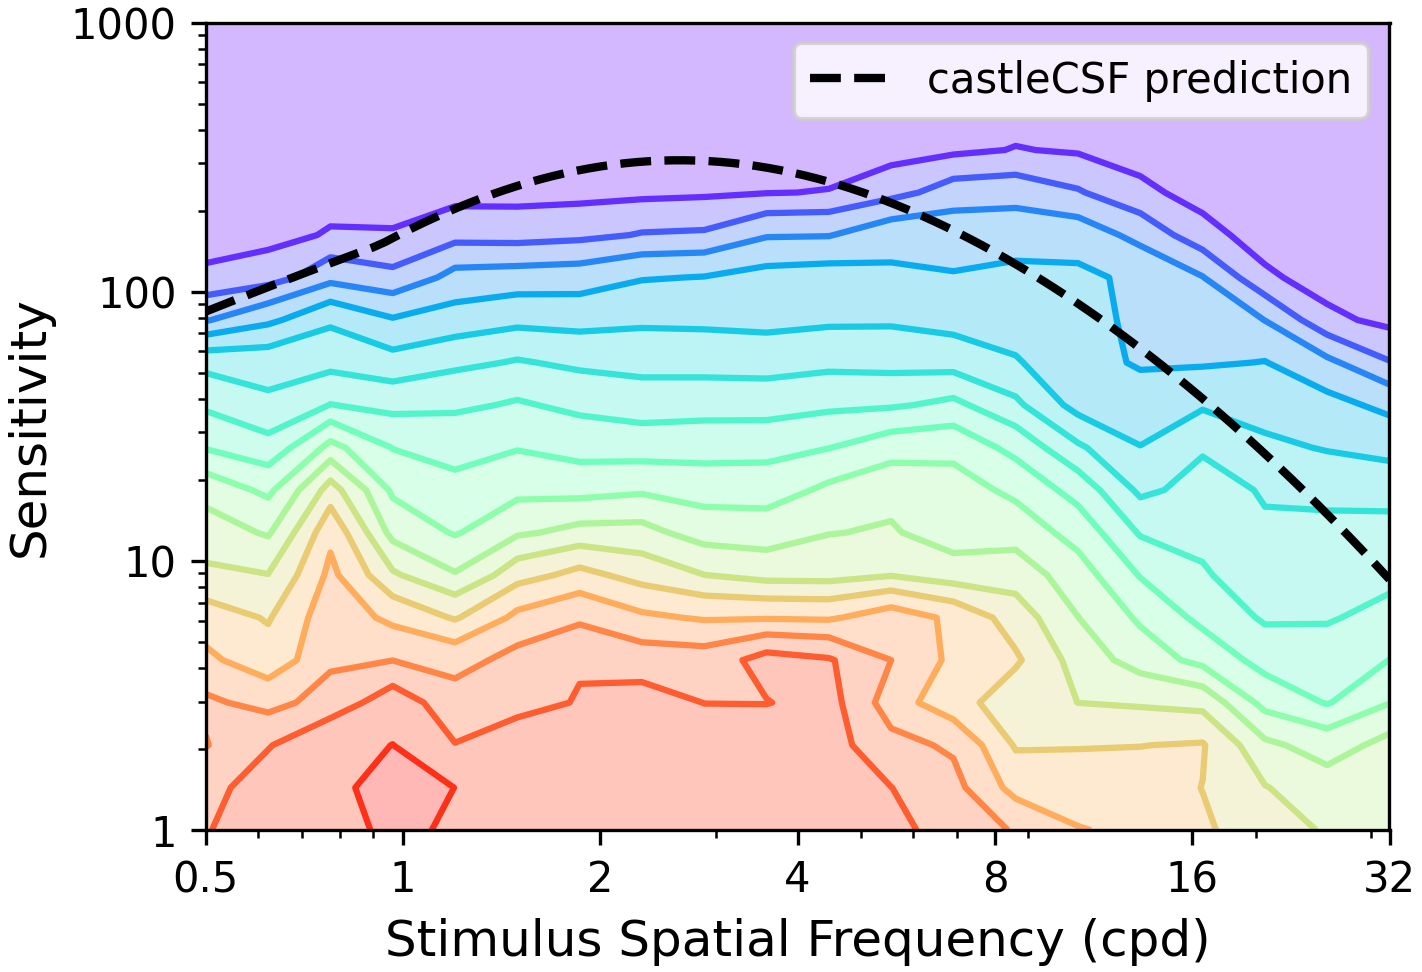 1000
100
10
1
Sensitivity
castleCSF prediction
0.5 1 2 4 8 16 32
Stimulus Spatial Frequency (cpd)